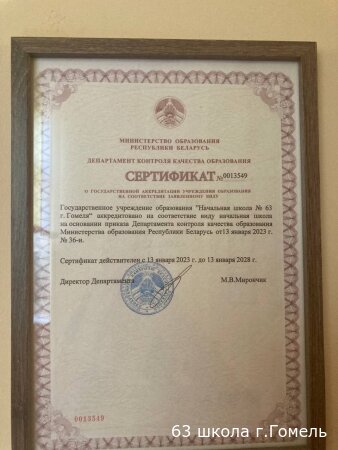 МИНИСТЕРСТВО ОБРАЗОВАНИЯ
РЕСПУБЛИКИ БЕЛАРУСЬ
ДЕПАРТАМЕНТ КОНТРОЛЯ КАЧЕСТВА ОБРАЗОВАНИЯ
СЕРТИФИКАТ №0013549
О ГОСУДАРСТВЕННОЙ АККРЕДИТАЦИИ УЧРЕЖДЕНИЯ ОБРАЗОВАНИЯ
НА СООТВЕТСТВИЕ ЗАЯВЛЕННОМУ ВИДУ
Государственное учреждение образования "Начальная школа № 63
г. Гомеля" аккредитовано на соответствие виду начальная школа
на основании приказа Департамента контроля качества образования
Министерства образования Республики Беларусь от13 января 2023 г.
№ 36-и.
Сертификат действителен с 13 января 2023 г. до 13 января 2028 г.
Директор Департамента М.В.Мирончик
0013549
63 школа г.Гомель